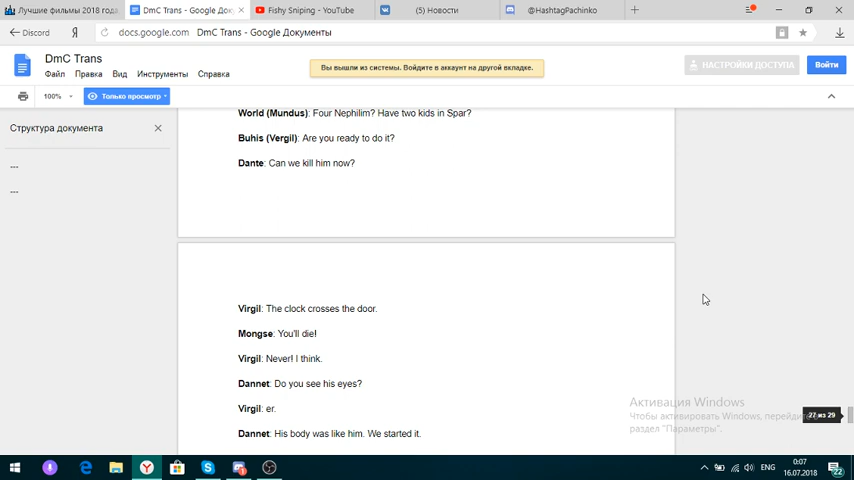 Лучшие фильмы 2018 года
DmC Trans - Google Док
Fishy Sniping - YouTube
(5) Новости
@HashtagPachinko
Discord
docs.google.com DmC Trans - Google Документы
DmC Trans
Файл Правка Вид Инструменты Справка
Вы вышли из системы. Войдите в аккаунт на другой вкладке.
НАСТРОЙКИ ДОСТУПА
Войти
100%
Только просмотр
Структура документа
---
---
World (Mundus): Four Nephilim? Have two kids in Spar?
Buhis (Vergil): Are you ready to do it?
Dante: Can we kill him now?
Virgil: The clock crosses the door.
Mongse: You'll die!
Virgil: Never! I think.
Dannet: Do you see his eyes?
Virgil: er.
Dannet: His body was like him. We started it.
Активация Windows
Чтобы активировать Windows, перейдите
раздел "Параметры".
27 из 29
ENG
0:07
16.07.2018
22